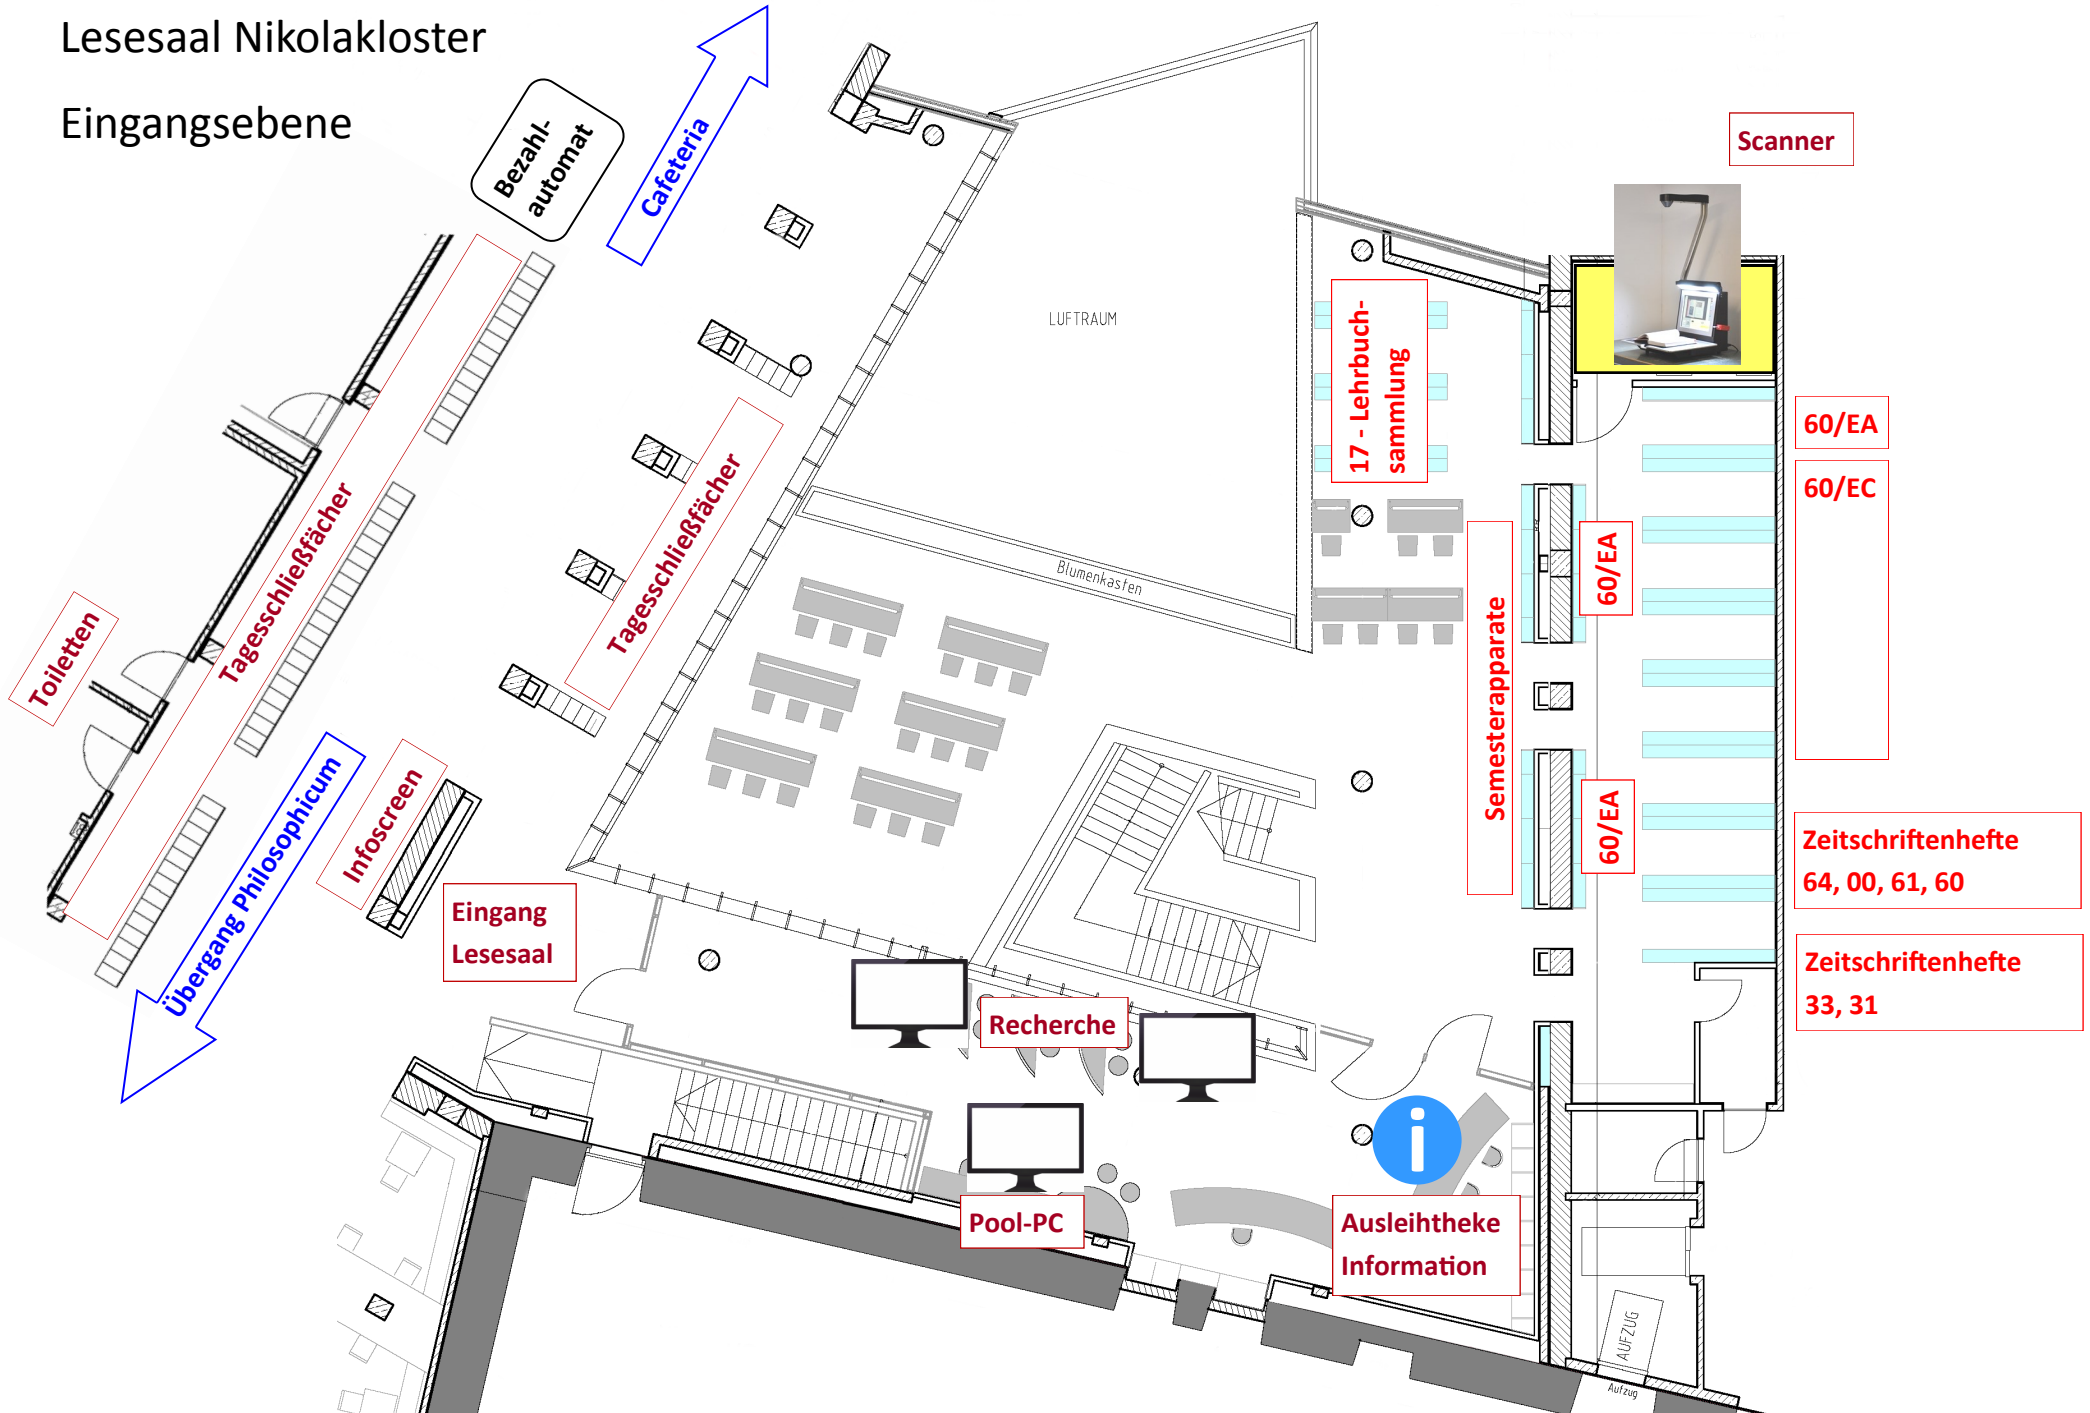 Lesesaal Nikolakloster
Eingangsebene
Bezahl-
automat
Cafeteria
Scanner
LUFTRAUM
17 - Lehrbuch-
sammlung
60/EA
60/EC
Tagesschließfächer
Tagesschließfächer
Blumenkasten
60/EA
Toiletten
Semesterapparate
Übergang Philosophicum
Infoscreen
60/EA
Zeitschriftenhefte
64, 00, 61, 60
Eingang
Lesesaal
Zeitschriftenhefte
33, 31
Recherche
i
Pool-PC
Ausleihtheke
Information
AUFZUG
Aufzug